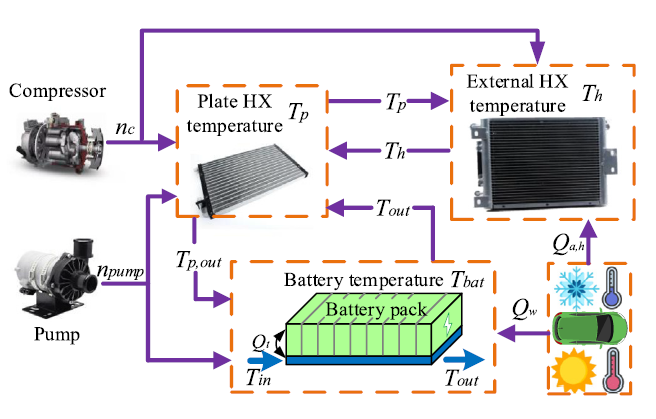 Compressor
n_c
Plate HX
temperature T_p
T_p
T_h
External HX
temperature T_h
T_out
Q_a,h
Pump
n_pump
T_p,out
Battery temperature T_bat
Battery pack
Q_t
T_in
T_out
Q_w